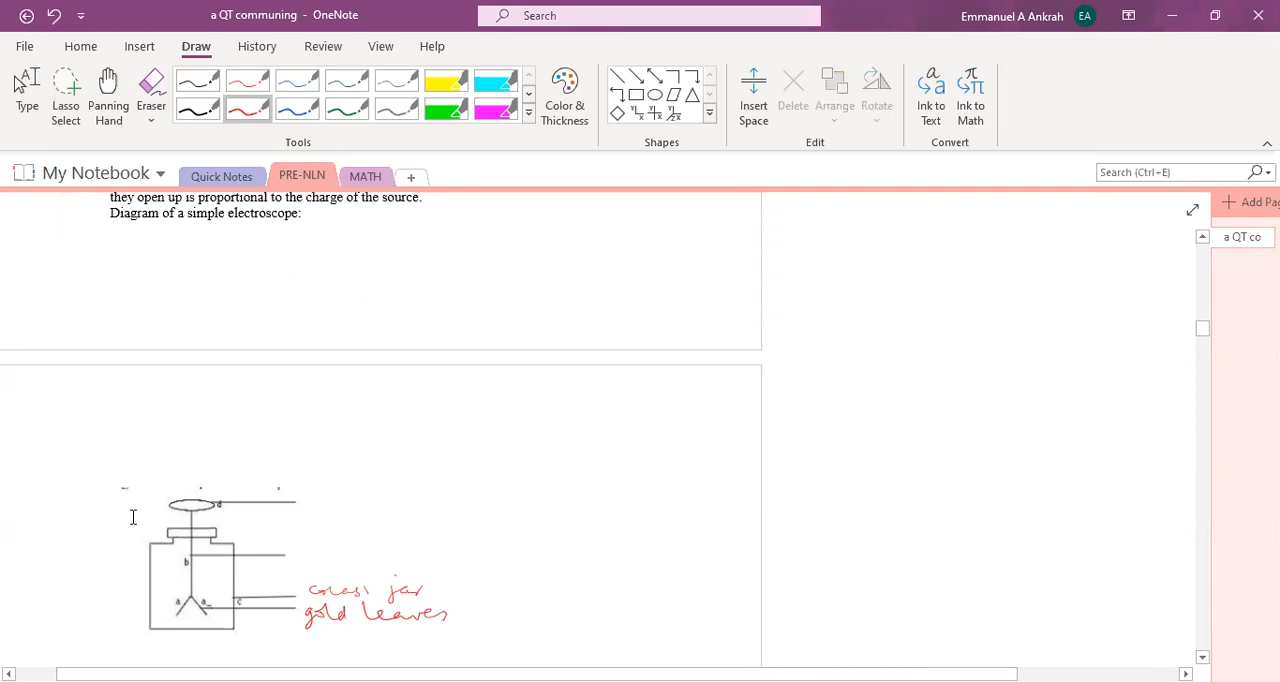 a QT communing - OneNote
Search
Emmanuel A Ankrah
EA
File Home Insert Draw History Review View Help
Type
Lasso Select
Panning Hand
Eraser
Color & Thickness
Insert Space
Delete
Arrange
Rotate
Ink to Text
Ink to Math
Tools
Shapes
Edit
Convert
My Notebook
Quick Notes
PRE-NLN
MATH
+
Search (Ctrl+E)
they open up is proportional to the charge of the source.
Diagram of a simple electroscope:
Add Pag
a QT co
d
b
a
a
c
jar
gold leaves